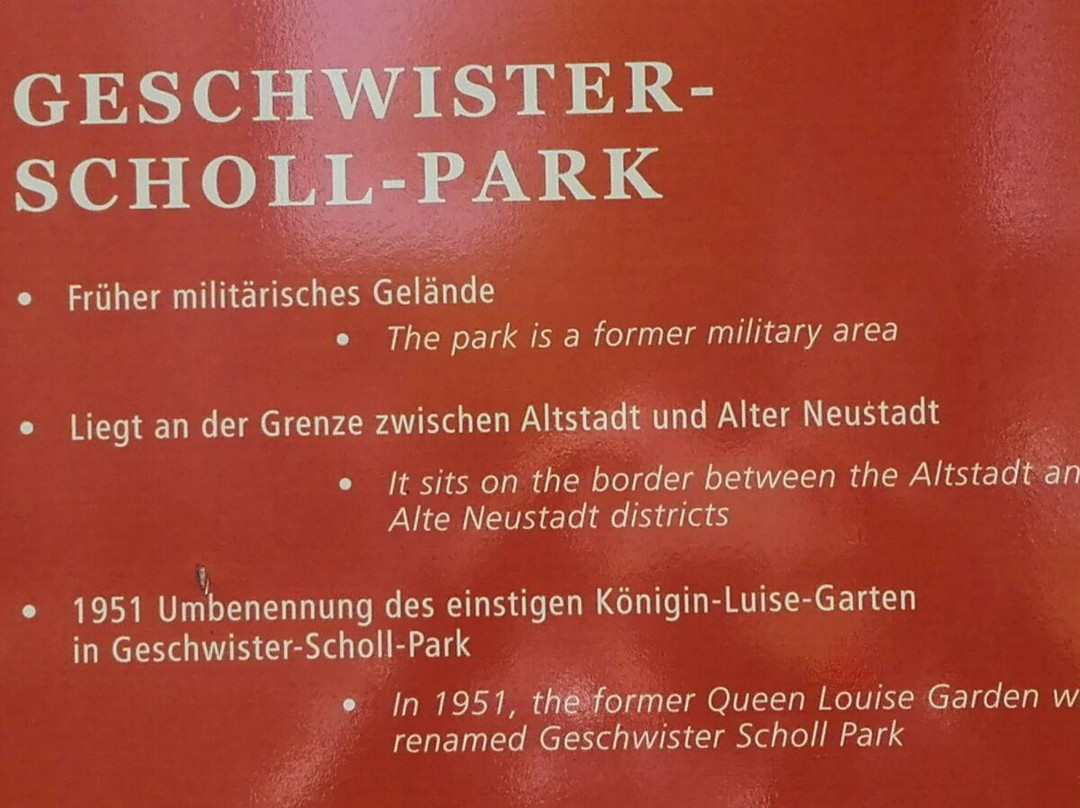 GESCHWISTER-
SCHOLL-PARK
• Früher militärisches Gelände
• The park is a former military area
• Liegt an der Grenze zwischen Altstadt und Alter Neustadt
• It sits on the border between the Altstadt an
Alte Neustadt districts
• 1951 Umbenennung des einstigen Königin-Luise-Garten
in Geschwister-Scholl-Park
• In 1951, the former Queen Louise Garden w
renamed Geschwister Scholl Park